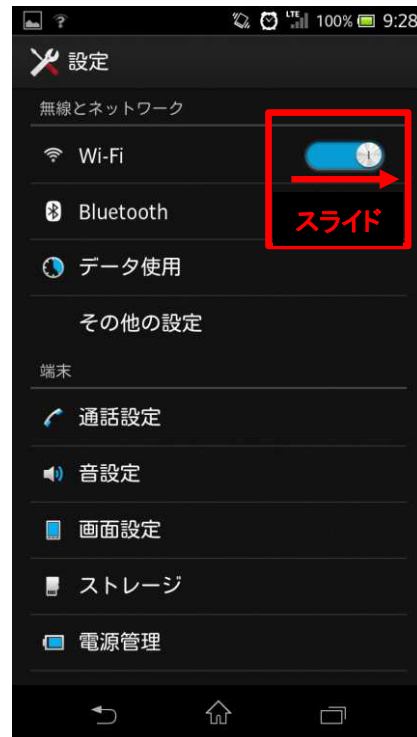 LTE 100% 9:28
設定
無線とネットワーク
Wi-Fi
Bluetooth
スライド
データ使用
その他の設定
端末
通話設定
音設定
画面設定
ストレージ
電源管理